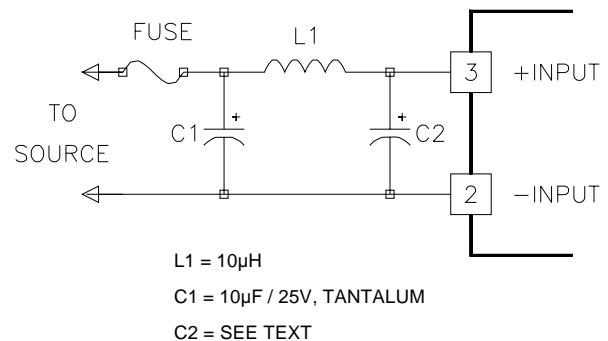 FUSE
L1
3 +INPUT
TO
SOURCE
C1 +
+ C2
2 -INPUT
L1 = 10µH
C1 = 10µF / 25V, TANTALUM
C2 = SEE TEXT